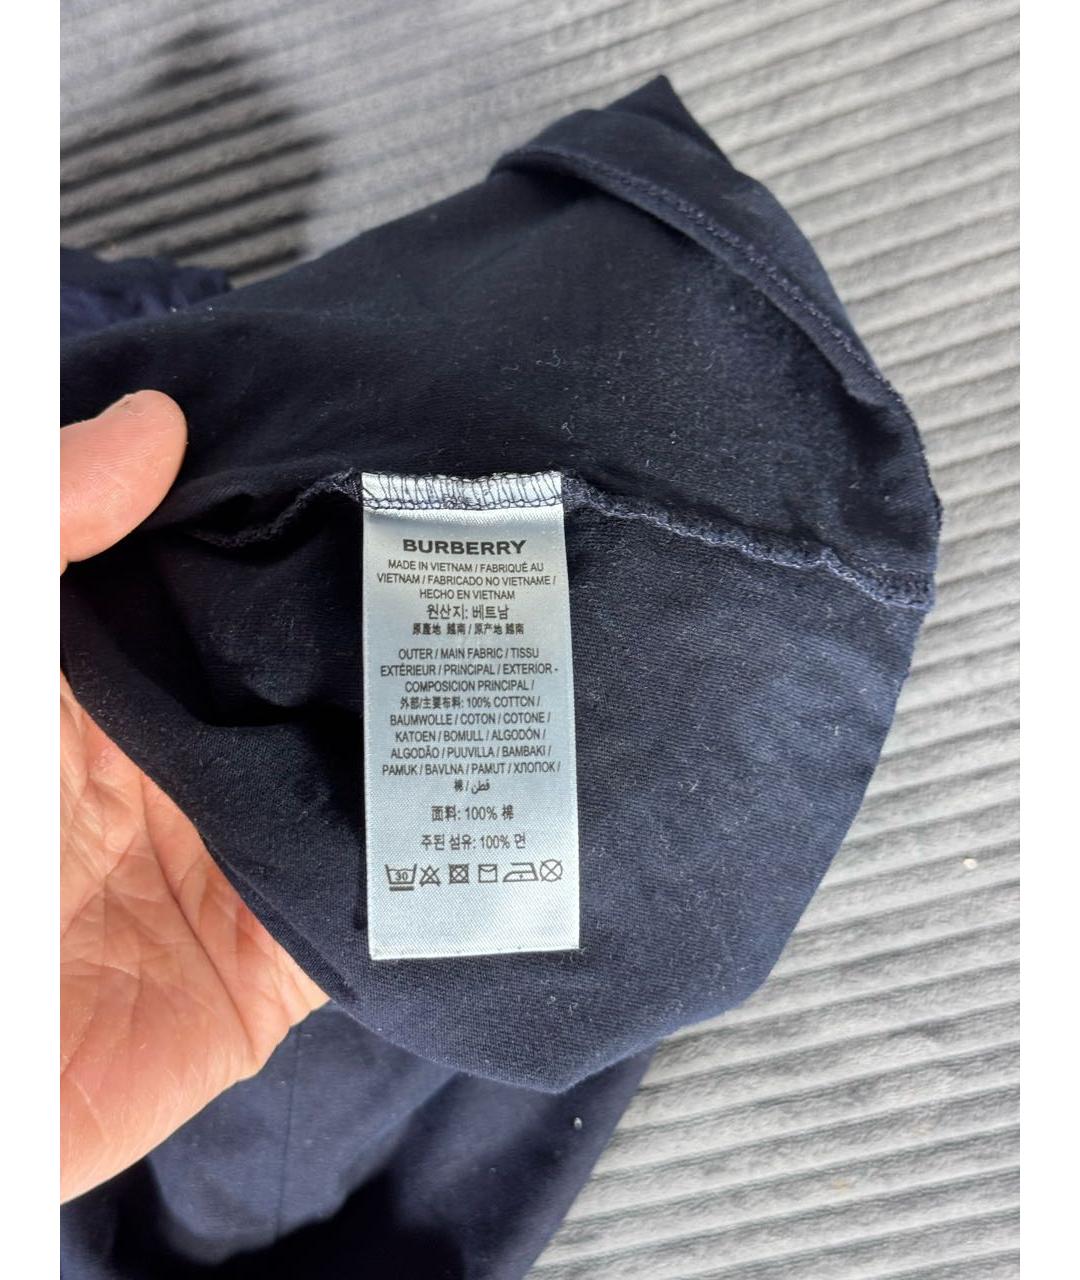 BURBERRY
MADE IN VIETNAM / FABRIQUÉ AU
VIETNAM / FABRICADO NO VIETNAME /
HECHO EN VIETNAM
원산지: 베트남
原產地 越南 / 原产地 越南
OUTER / MAIN FABRIC / TISSU
EXTÉRIEUR / PRINCIPAL / EXTERIOR -
COMPOSICION PRINCIPAL /
外部/主要布料: 100% COTTON /
BAUMWOLLE / COTON / COTONE /
KATOEN / BOMULL / ALGODÓN /
ALGODÃO / PUUVILLA / BAMBAKI /
PAMUK / BAVLNA / PAMUT / ХЛОПОК /
棉 / قطن
面料: 100% 棉
주된 섬유: 100% 면
30